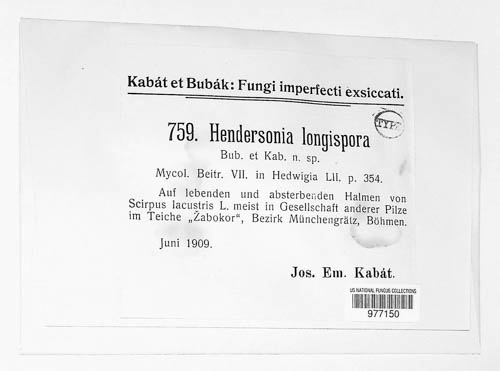 Kabát et Bubák: Fungi imperfecti exsiccati.
759. Hendersonia longispora
TYPE
Bub. et Kab. n. sp.
Mycol. Beitr. VII. in Hedwigia LII. p. 354.
Auf lebenden und absterbenden Halmen von
Scirpus lacustris L. meist in Gesellschaft anderer Pilze
im Teiche „Žabokor“, Bezirk Münchengrätz, Böhmen.
Juni 1909.
Jos. Em. Kabát.
US NATIONAL FUNGUS COLLECTIONS
977150